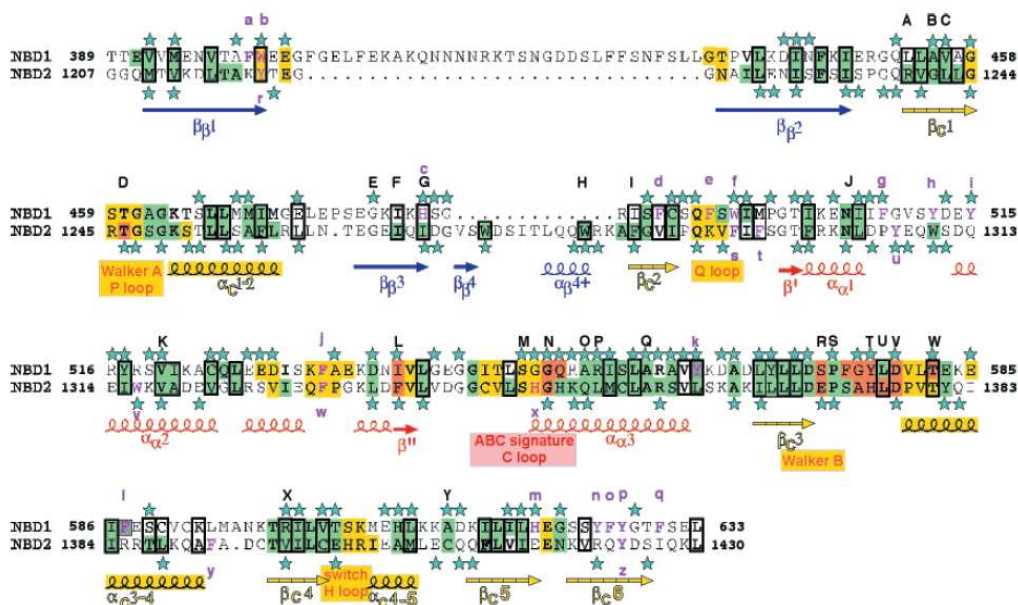 a b A B C
NBD1 389 TTEVVMENVTAFWEEGFGELFEKAKQNNNNRKTSNGDDSLFFSNFSLLGTPVLKDINFKIERGQLLAVAG 458
NBD2 1207 GGQMTVKDLTAKYTEG................................GNAILENISFSISPGQRVGLLG 1244
r
ββ1 ββ2 βC1
c
D E F G H I d e f J g h i
NBD1 459 STGAGKTSLLMMIMGELEPSEGKIKHSG.............RISFCSQFSWIMPGTIKENIIFGVSYDEY 515
NBD2 1245 RTGSGKSTLLSAFLRLLN.TEGEIQIDGVSWDSITLQQWRKAFGVIPQKVFIFSGTFRKNLDPYEQWSDQ 1313
s t u
Walker A
P loop
αC1-2 ββ3 ββ4 αβ4+ βC2 Q loop β' αα1
K j L M N O P Q k R S T U V W
NBD1 516 RYRSVIKACQLEEDISKFAEKDNIVLGEGGITLSGGQRARISLARAVYKDADLYLLDSPFGYLDVLTEKE 585
NBD2 1314 EIWKVADEVGLRSVIEQFPGKLDFVLVDGGCVLSHGHKQLMCLARSVLSKAKILLLDEPSAHLDPVTYQI 1383
v w x
αα2 β" ABC signature
C loop
αα3 βC3 Walker B
l X Y m n o p q
NBD1 586 IFESCVCKLMANKTRILVTSKMEHLKKADKILILHEGSSYFYGTFSEL 633
NBD2 1384 IRRTLKQAFA.DCTVILCEHRIEAMLECQQFLVIEENKVRQYDSIQKL 1430
y z
αC3-4 βC4 switch
H loop
αC4-5 βC5 βC6